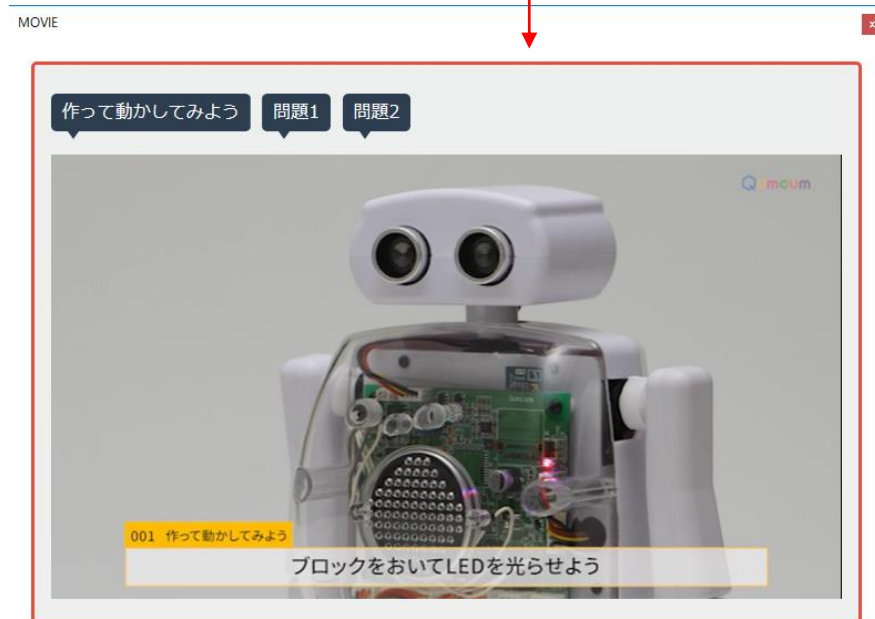 MOVIE
x
作って動かしてみよう
問題1
問題2
Qumcum
001 作って動かしてみよう
ブロックをおいてLEDを光らせよう